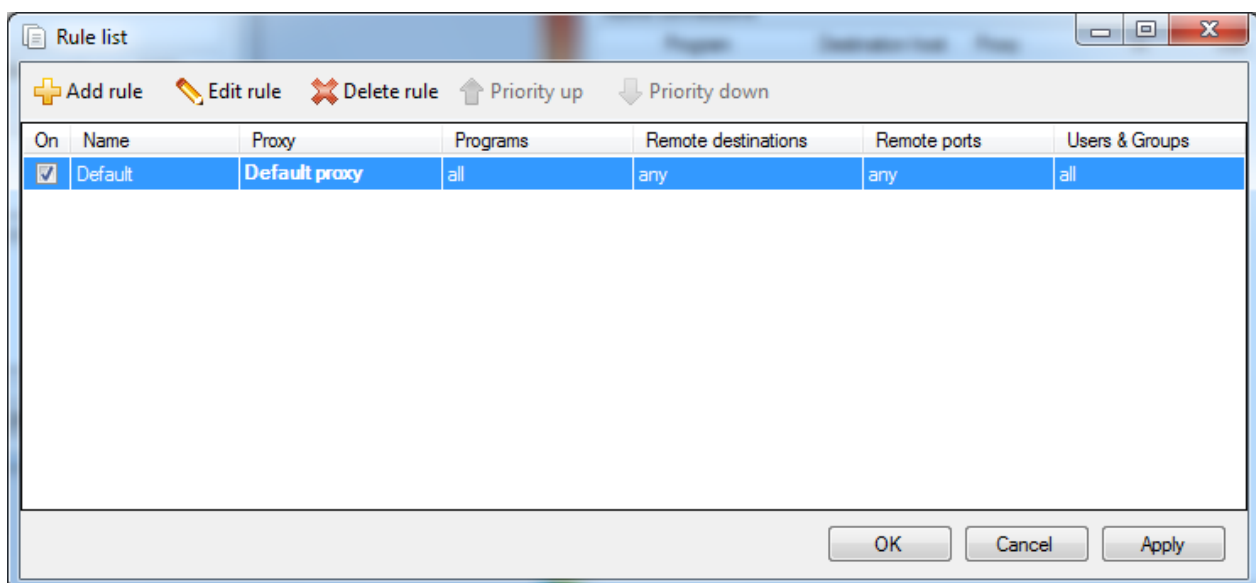 Rule list
Add rule Edit rule Delete rule Priority up Priority down
On Name Proxy Programs Remote destinations Remote ports Users & Groups
Default Default proxy all any any all
OK Cancel Apply